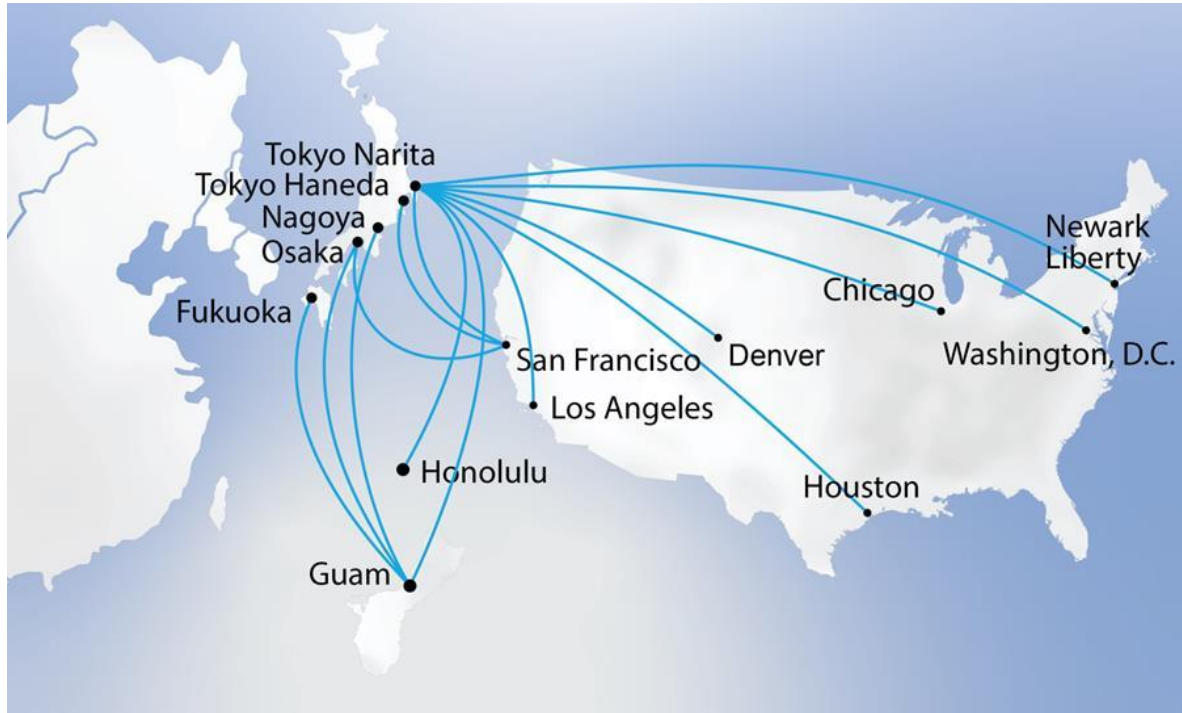 Tokyo Narita
Tokyo Haneda
Nagoya
Osaka
Fukuoka
Newark
Liberty
Chicago
San Francisco
Denver
Washington, D.C.
Los Angeles
Honolulu
Houston
Guam